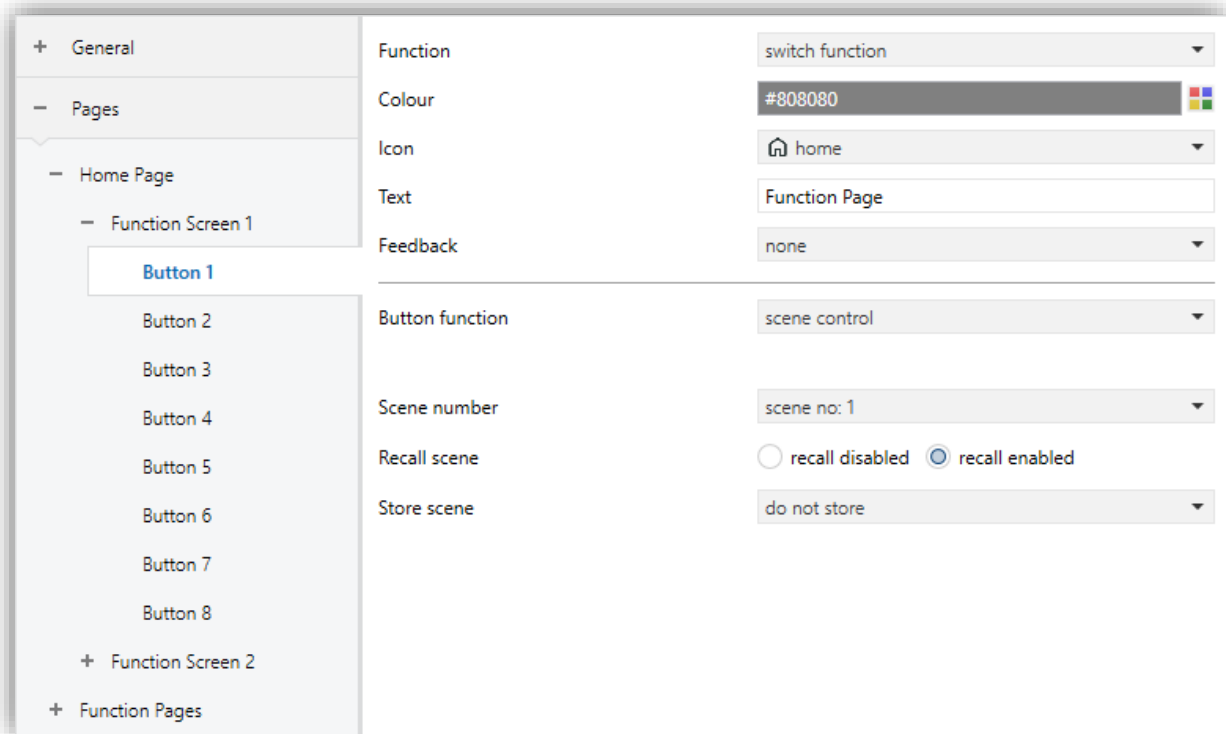 General
Pages
Home Page
Function Screen 1
Button 1
Button 2
Button 3
Button 4
Button 5
Button 6
Button 7
Button 8
Function Screen 2
Function Pages
Function switch function
Colour #808080
Icon home
Text Function Page
Feedback none
Button function scene control
Scene number scene no: 1
Recall scene recall disabled recall enabled
Store scene do not store